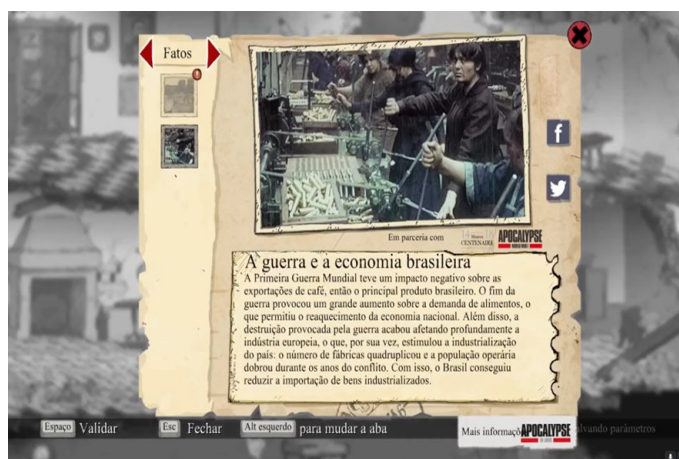 Fatos
Em parceria com
CENTENAIRE
APOCALYPSE
A guerra e a economia brasileira
A Primeira Guerra Mundial teve um impacto negativo sobre as
exportações de café, então o principal produto brasileiro. O fim da
guerra provocou um grande aumento sobre a demanda de alimentos, o
que permitiu o reaquecimento da economia nacional. Além disso, a
destruição provocada pela guerra acabou afetando profundamente a
indústria europeia, o que, por sua vez, estimulou a industrialização
do país: o número de fábricas quadruplicou e a população operária
dobrou durante os anos do conflito. Com isso, o Brasil conseguiu
reduzir a importação de bens industrializados.
Espaço Validar
Esc Fechar
Alt esquerdo para mudar a aba
Mais APOCALYPSE
parâmetros